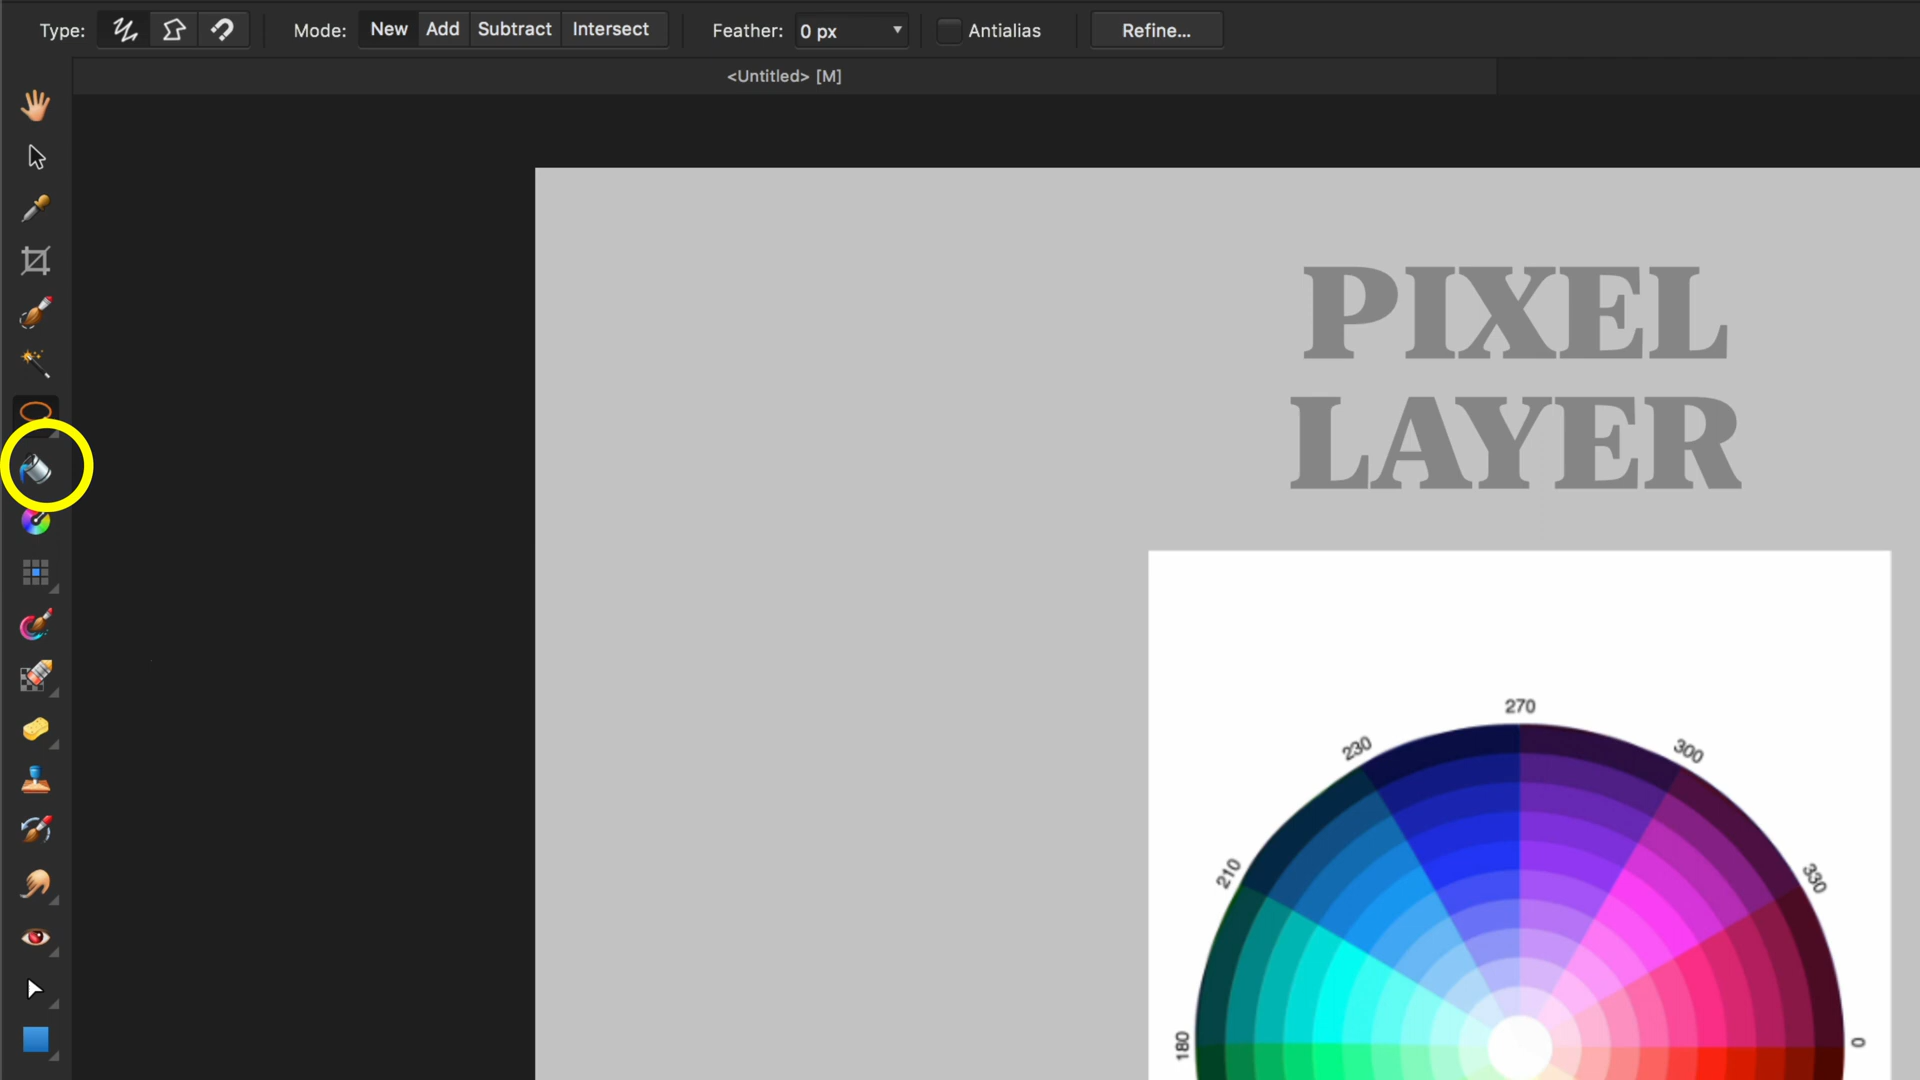 Type: Mode: New Add Subtract Intersect Feather: 0 px Antialias Refine...
<Untitled> [M]
PIXEL
LAYER
270
230
300
210
330
180
0